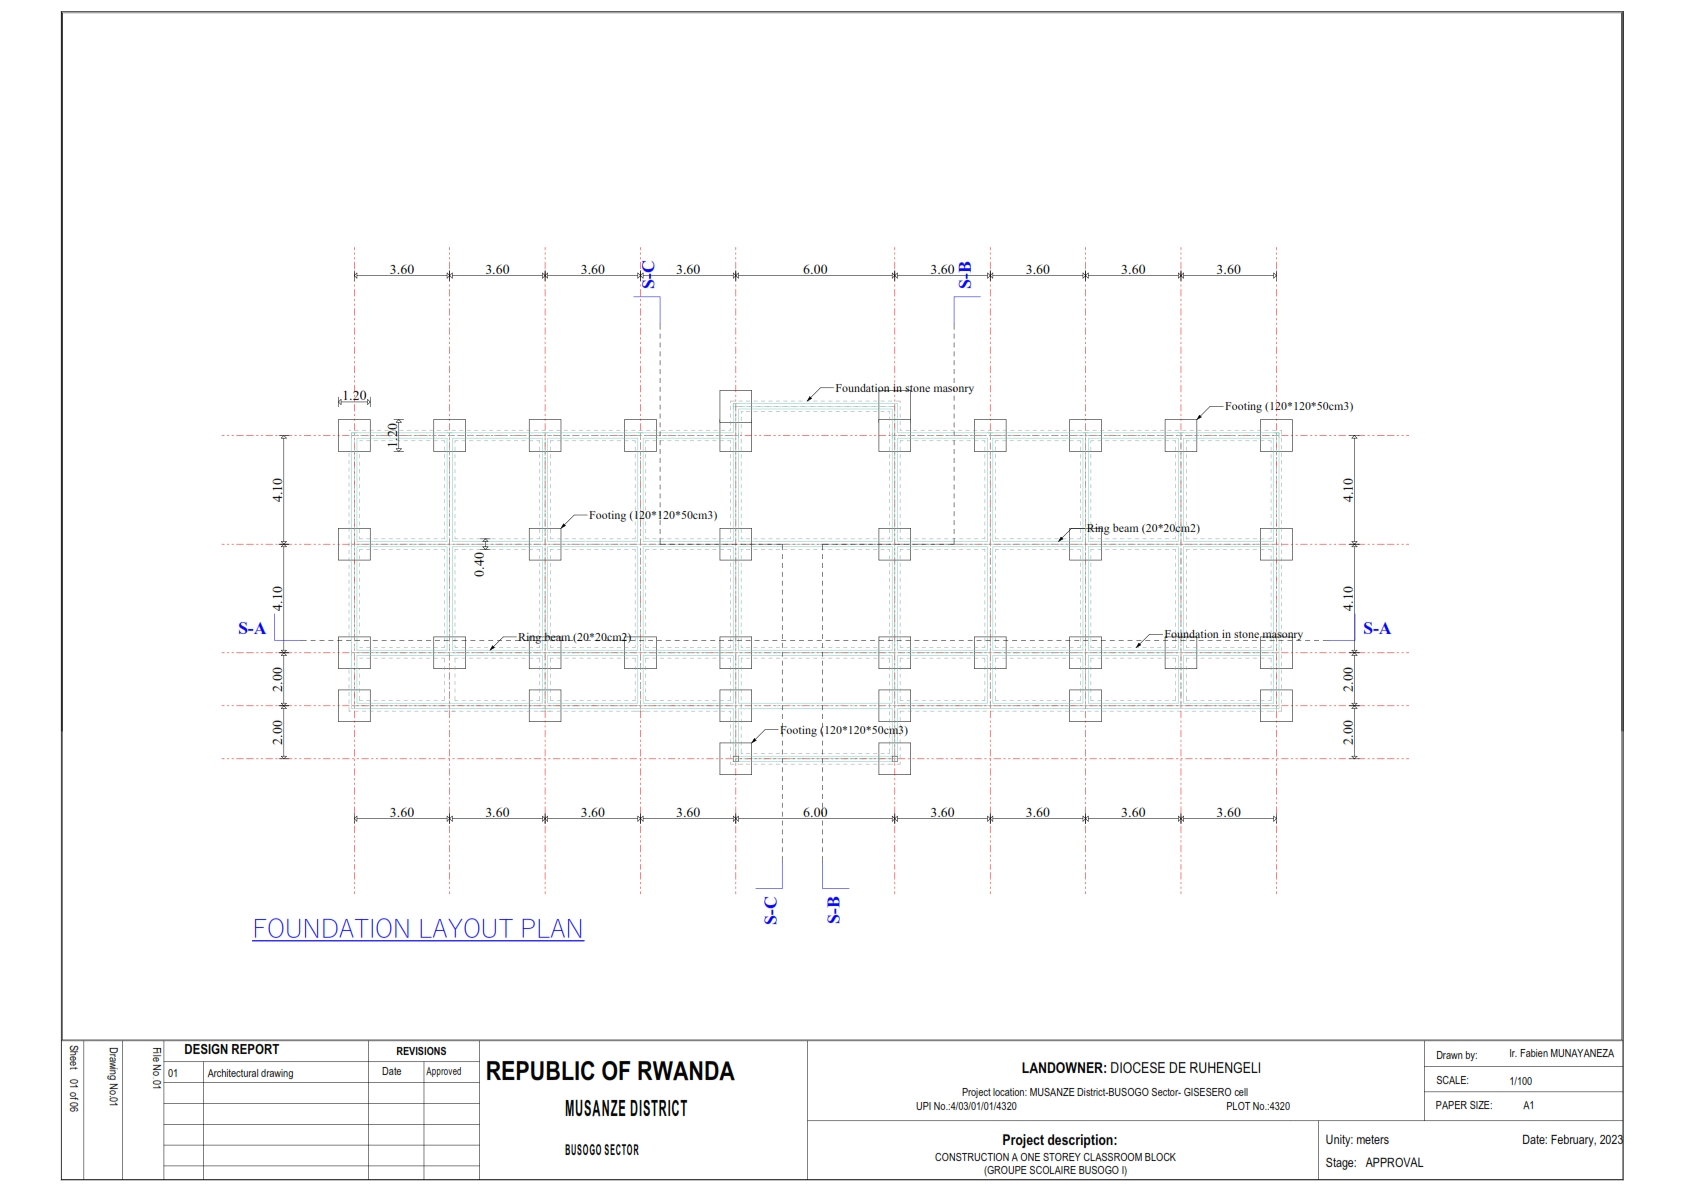 3.60 3.60 3.60 3.60 6.00 3.60 3.60 3.60 3.60
S-C
S-B
Foundation in stone masonry
1.20
Footing (120*120*50cm3)
1.20
4.10
4.10
Footing (120*120*50cm3)
Ring beam (20*20cm2)
0.40
4.10
4.10
S-A
S-A
Ring beam (20*20cm2)
Foundation in stone masonry
2.00
2.00
Footing (120*120*50cm3)
2.00
2.00
3.60 3.60 3.60 3.60 6.00 3.60 3.60 3.60 3.60
S-C
S-B
FOUNDATION LAYOUT PLAN
Sheet 01 of 06
Drawing No.01
File No 01
DESIGN REPORT
REVISIONS
01 Architectural drawing
Date Approved
REPUBLIC OF RWANDA
MUSANZE DISTRICT
BUSOGO SECTOR
LANDOWNER: DIOCESE DE RUHENGELI
Project location: MUSANZE District-BUSOGO Sector- GISESERO cell
UPI No.:4/03/01/01/4320 PLOT No.:4320
Project description:
CONSTRUCTION A ONE STOREY CLASSROOM BLOCK
(GROUPE SCOLAIRE BUSOGO I)
Drawn by: Ir. Fabien MUNAYANEZA
SCALE: 1/100
PAPER SIZE: A1
Unity: meters Date: February, 2023
Stage: APPROVAL